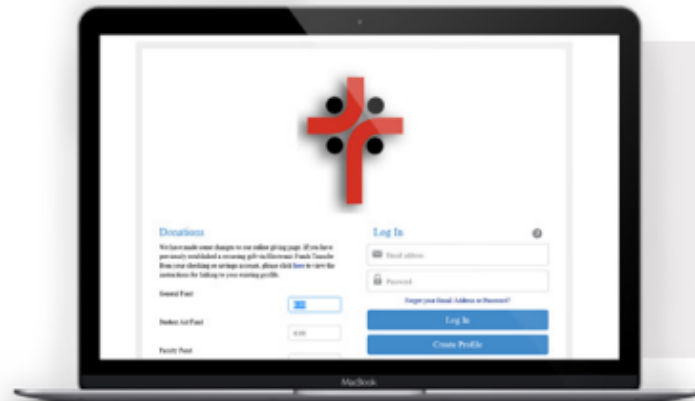 Donations
We have made some changes to our online giving page. If you have
previously established a recurring gift via Electronic Funds Transfer
from your checking or savings account, please click here to view the
instructions for linking to your existing profile.
General Fund
0.00
Student Aid Fund
0.00
Faculty Fund
Log In
?
Email address
Password
Forgot your Email Address or Password?
Log In
Create Profile
MacBook